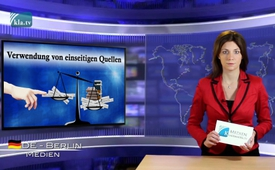 kla.tv
Verwendung von einseitigen Quellen
DE - BERLIN
MEDIEN